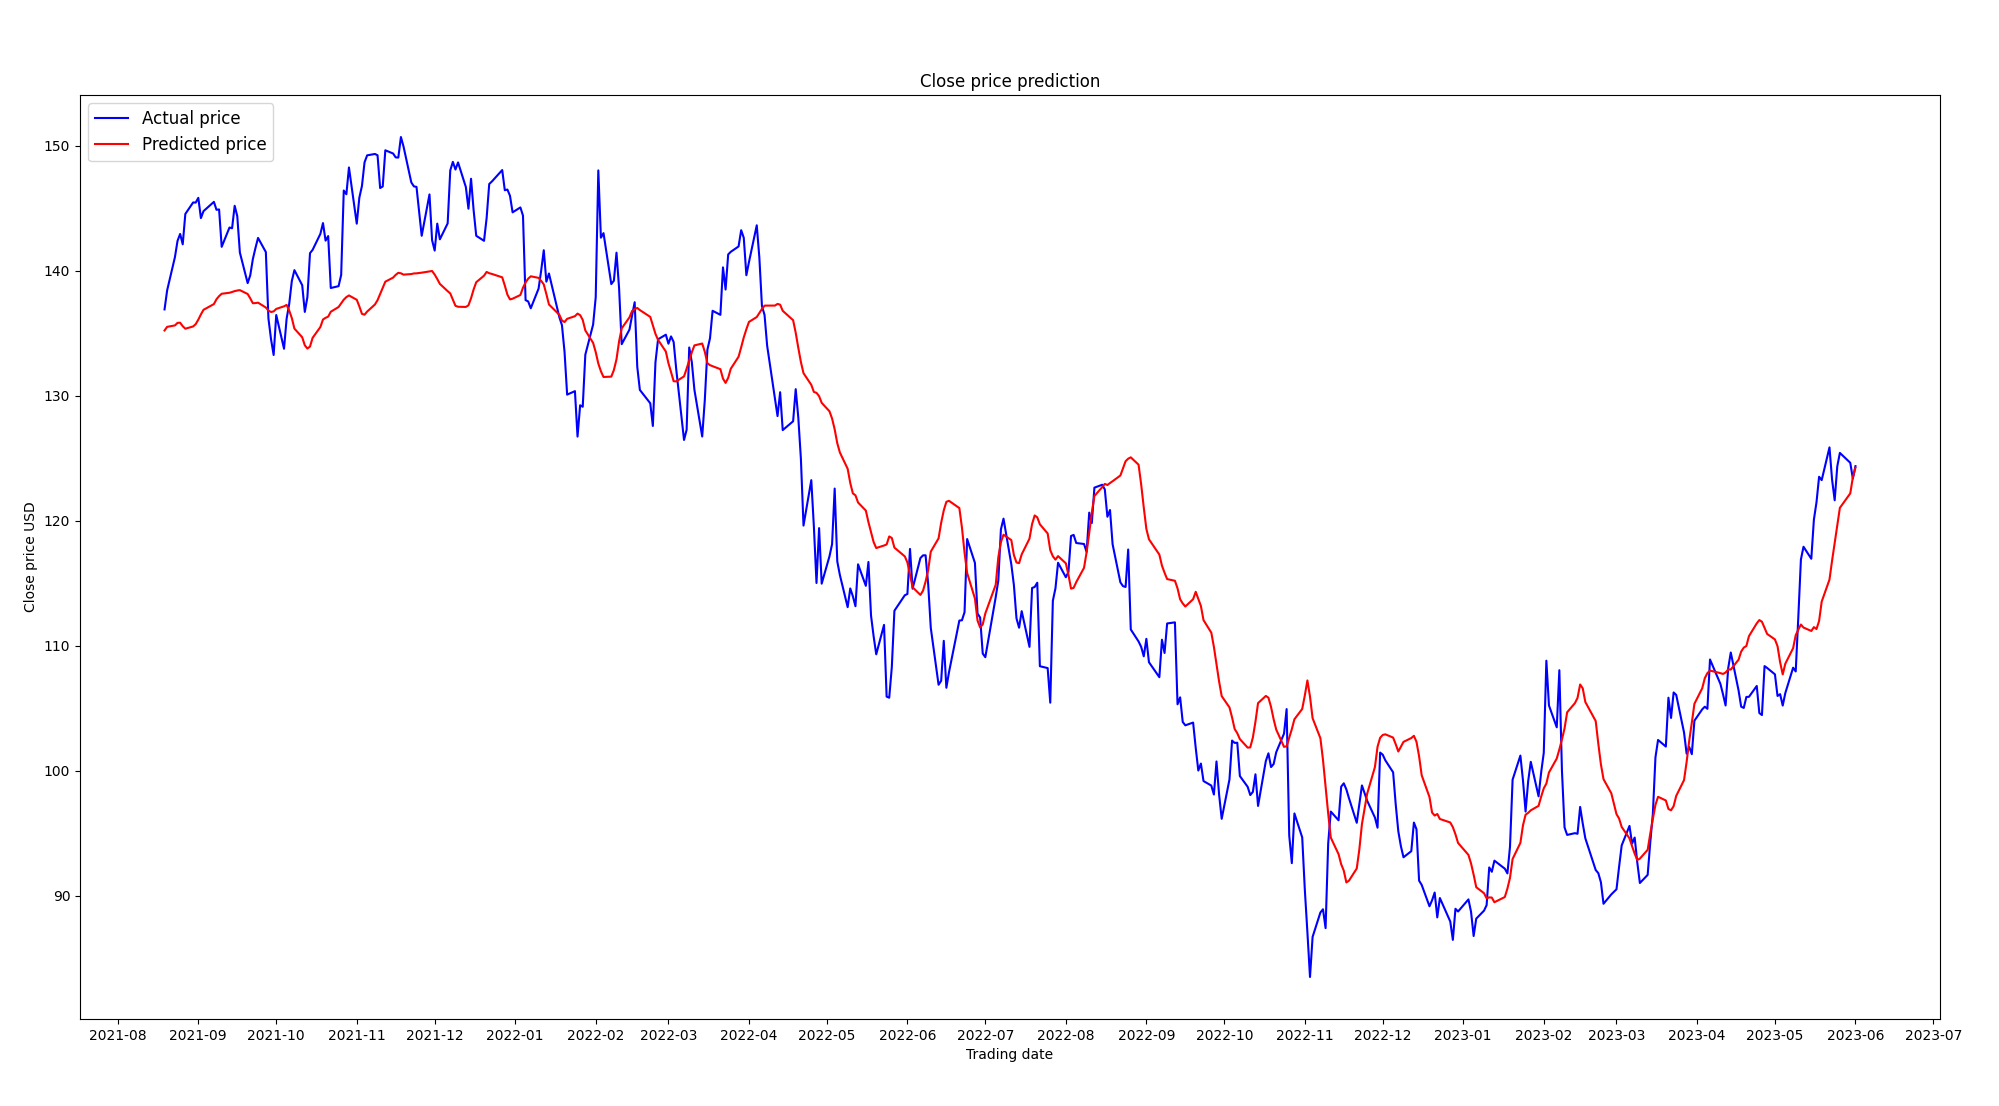 Close price prediction
Actual price
Predicted price
150
140
130
120
110
100
90
Close price USD
2021-08 2021-09 2021-10 2021-11 2021-12 2022-01 2022-02 2022-03 2022-04 2022-05 2022-06 2022-07 2022-08 2022-09 2022-10 2022-11 2022-12 2023-01 2023-02 2023-03 2023-04 2023-05 2023-06 2023-07
Trading date